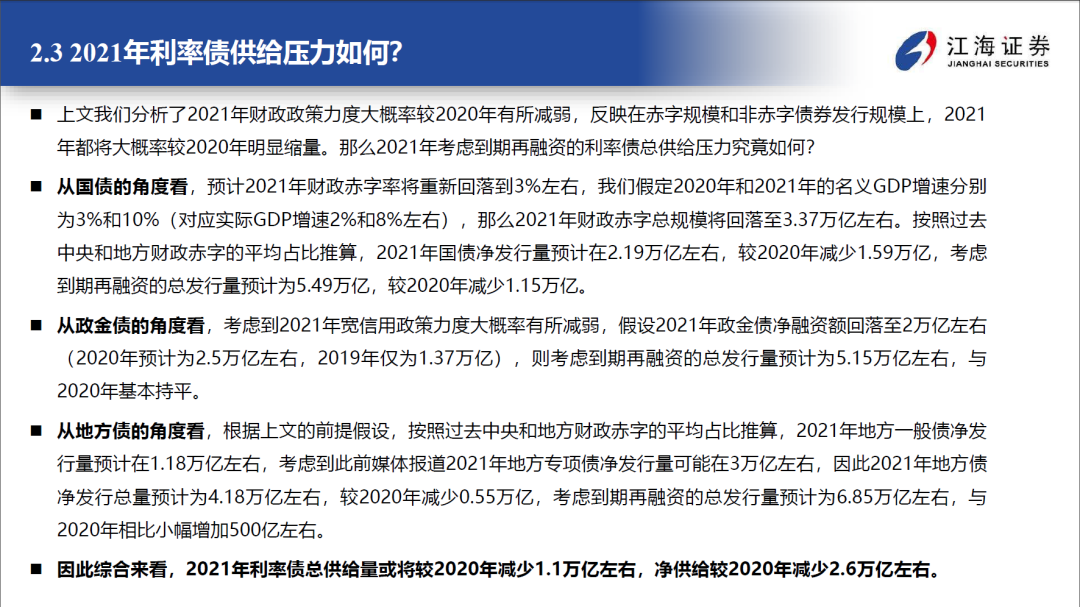 2.3 2021年利率债供给压力如何？
江海证券
JIANGHAI SECURITIES
■ 上文我们分析了2021年财政政策力度大概率较2020年有所减弱，反映在赤字规模和非赤字债券发行规模上，2021
年都将大概率较2020年明显缩量。那么2021年考虑到期再融资的利率债总供给压力究竟如何？
■ 从国债的角度看，预计2021年财政赤字率将重新回落到3%左右，我们假定2020年和2021年的名义GDP增速分别
为3%和10%（对应实际GDP增速2%和8%左右），那么2021年财政赤字总规模将回落至3.37万亿左右。按照过去
中央和地方财政赤字的平均占比推算，2021年国债净发行量预计在2.19万亿左右，较2020年减少1.59万亿，考虑
到期再融资的总发行量预计为5.49万亿，较2020年减少1.15万亿。
■ 从政金债的角度看，考虑到2021年宽信用政策力度大概率有所减弱，假设2021年政金债净融资额回落至2万亿左右
（2020年预计为2.5万亿左右，2019年仅为1.37万亿），则考虑到期再融资的总发行量预计为5.15万亿左右，与
2020年基本持平。
■ 从地方债的角度看，根据上文的前提假设，按照过去中央和地方财政赤字的平均占比推算，2021年地方一般债净发
行量预计在1.18万亿左右，考虑到此前媒体报道2021年地方专项债净发行量可能在3万亿左右，因此2021年地方债
净发行总量预计为4.18万亿左右，较2020年减少0.55万亿，考虑到期再融资的总发行量预计为6.85万亿左右，与
2020年相比小幅增加500亿左右。
■ 因此综合来看，2021年利率债总供给量或将较2020年减少1.1万亿左右，净供给较2020年减少2.6万亿左右。